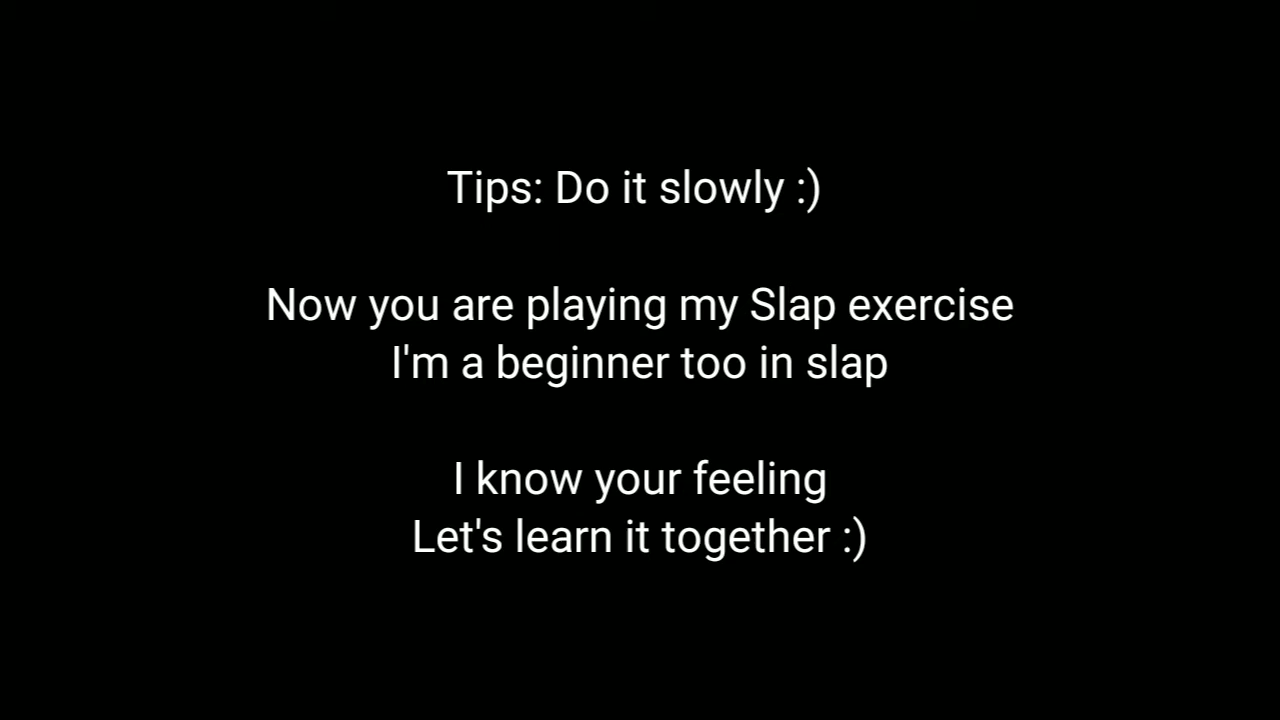 Tips: Do it slowly :)
Now you are playing my Slap exercise
I'm a beginner too in slap
I know your feeling
Let's learn it together :)